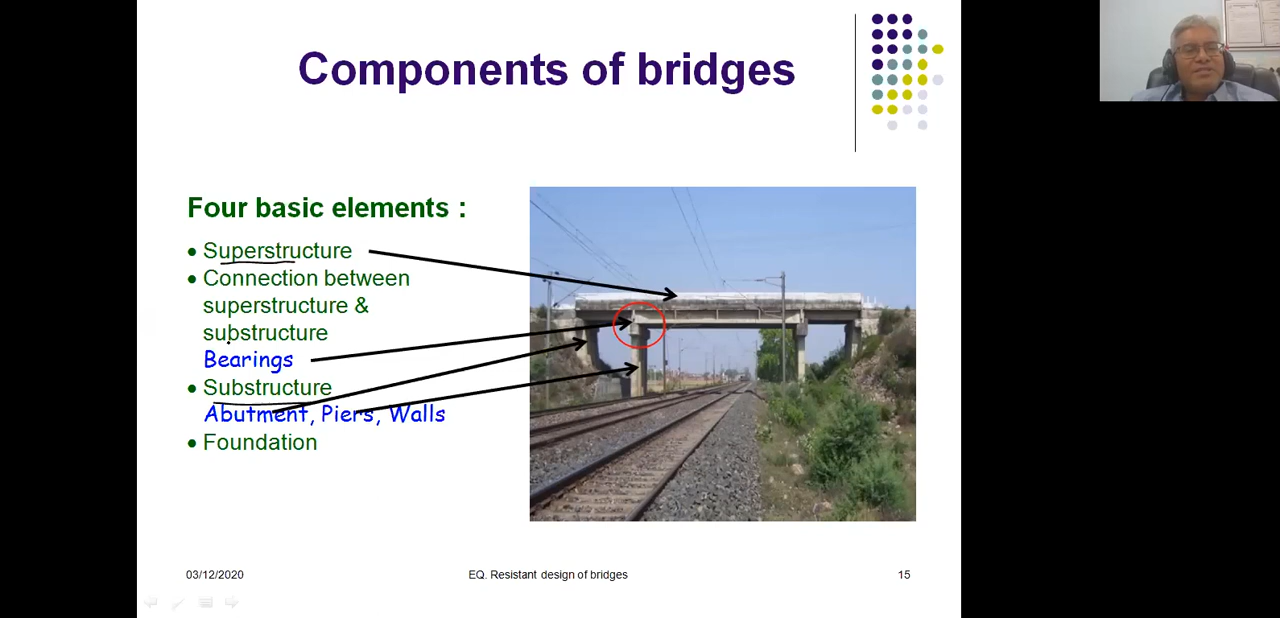 Components of bridges
Four basic elements :
• Superstructure
• Connection between
superstructure &
substructure
Bearings
• Substructure
Abutment, Piers, Walls
• Foundation
03/12/2020
EQ. Resistant design of bridges
15